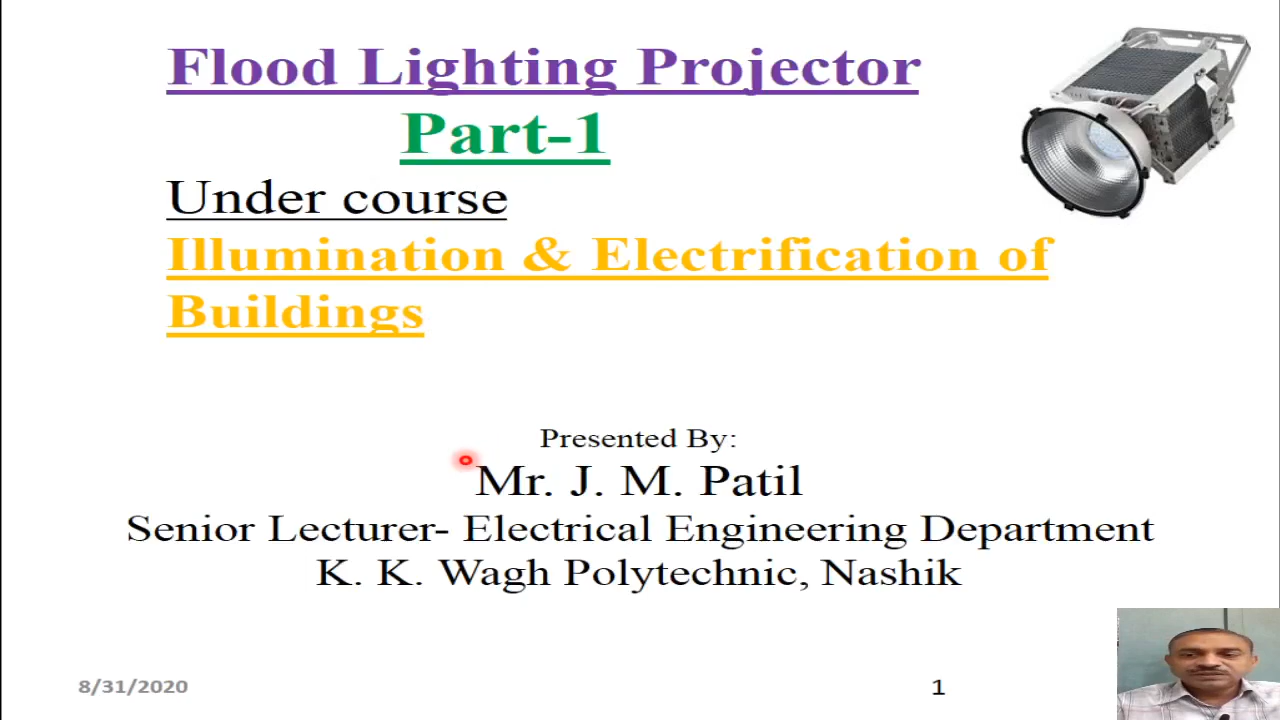 Flood Lighting Projector
Part-1
Under course
Illumination & Electrification of
Buildings
Presented By:
Mr. J. M. Patil
Senior Lecturer- Electrical Engineering Department
K. K. Wagh Polytechnic, Nashik
8/31/2020
1